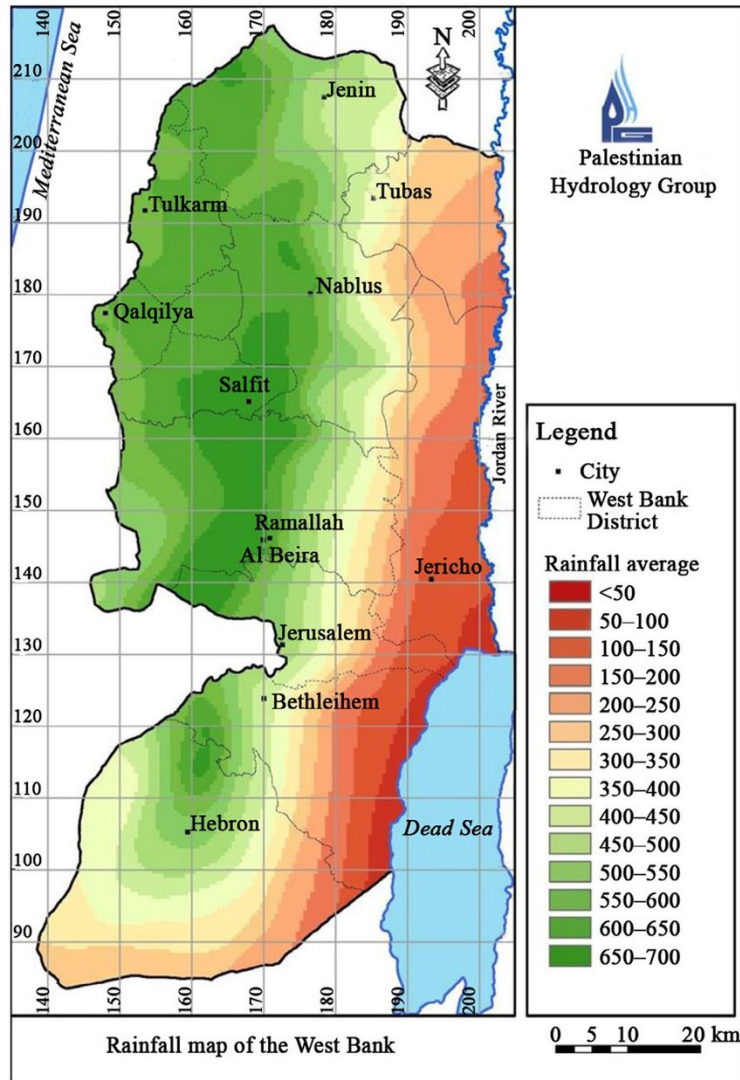 140
150
160
170
180
190
200
210
200
190
180
170
160
150
140
130
120
110
100
90
Mediterranean Sea
N
Jenin
Tubas
Tulkarm
Nablus
Qalqilya
Salfit
Ramallah
Al Beira
Jericho
Jerusalem
Bethleihem
Hebron
Dead Sea
Jordan River
140
150
160
170
180
190
200
Rainfall map of the West Bank
PHG
Palestinian
Hydrology Group
Legend
City
West Bank
District
Rainfall average
<50
50–100
100–150
150–200
200–250
250–300
300–350
350–400
400–450
450–500
500–550
550–600
600–650
650–700
0 5 10 20 km